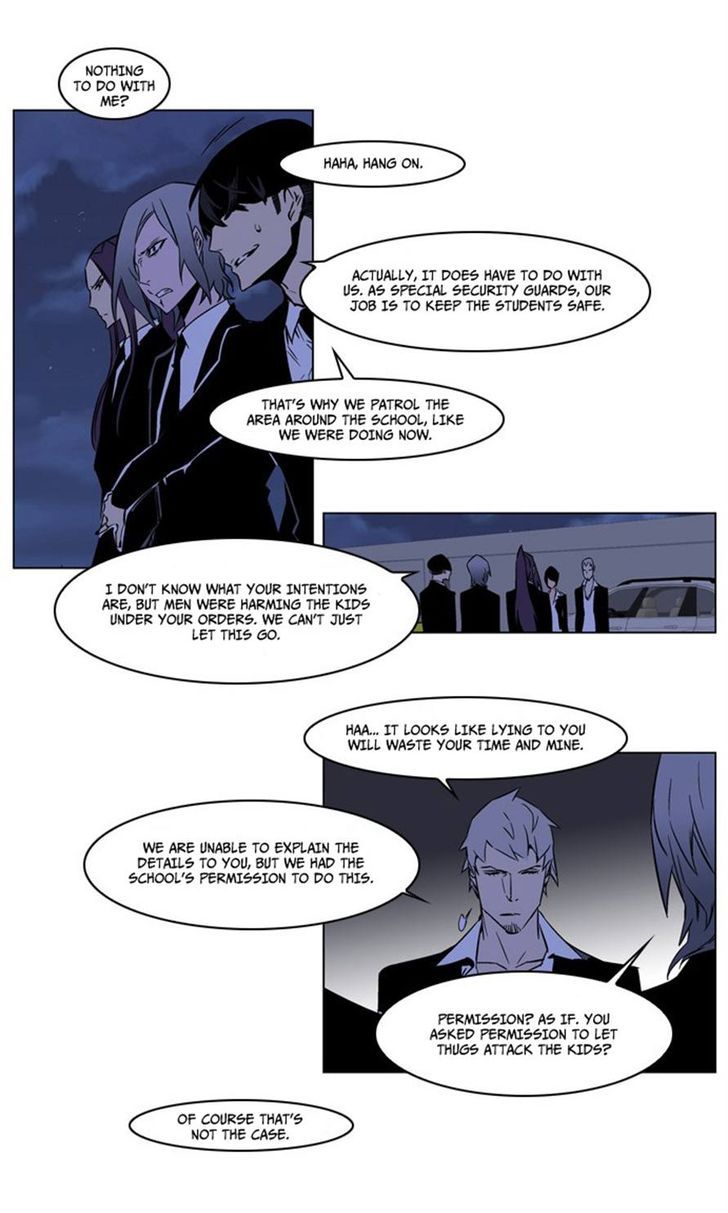 NOTHING
TO DO WITH
ME?
HAHA, HANG ON.
ACTUALLY, IT DOES HAVE TO DO WITH
US. AS SPECIAL SECURITY GUARDS, OUR
JOB IS TO KEEP THE STUDENTS SAFE.
THAT'S WHY WE PATROL THE
AREA AROUND THE SCHOOL, LIKE
WE WERE DOING NOW.
I DON'T KNOW WHAT YOUR INTENTIONS
ARE, BUT MEN WERE HARMING THE KIDS
UNDER YOUR ORDERS. WE CAN'T JUST
LET THIS GO.
HAA... IT LOOKS LIKE LYING TO YOU
WILL WASTE YOUR TIME AND MINE.
WE ARE UNABLE TO EXPLAIN THE
DETAILS TO YOU, BUT WE HAD THE
SCHOOL'S PERMISSION TO DO THIS.
PERMISSION? AS IF. YOU
ASKED PERMISSION TO LET
THUGS ATTACK THE KIDS?
OF COURSE THAT'S
NOT THE CASE.